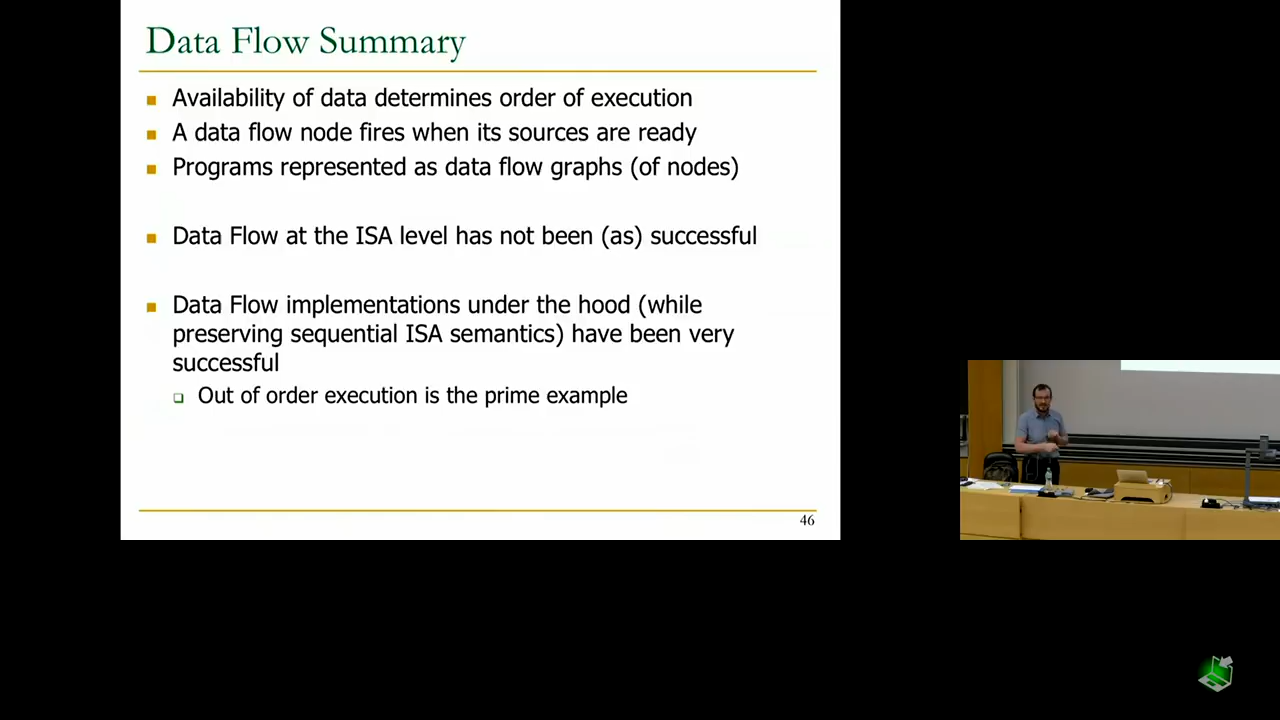 Data Flow Summary
Availability of data determines order of execution
A data flow node fires when its sources are ready
Programs represented as data flow graphs (of nodes)
Data Flow at the ISA level has not been (as) successful
Data Flow implementations under the hood (while
preserving sequential ISA semantics) have been very
successful
Out of order execution is the prime example
46